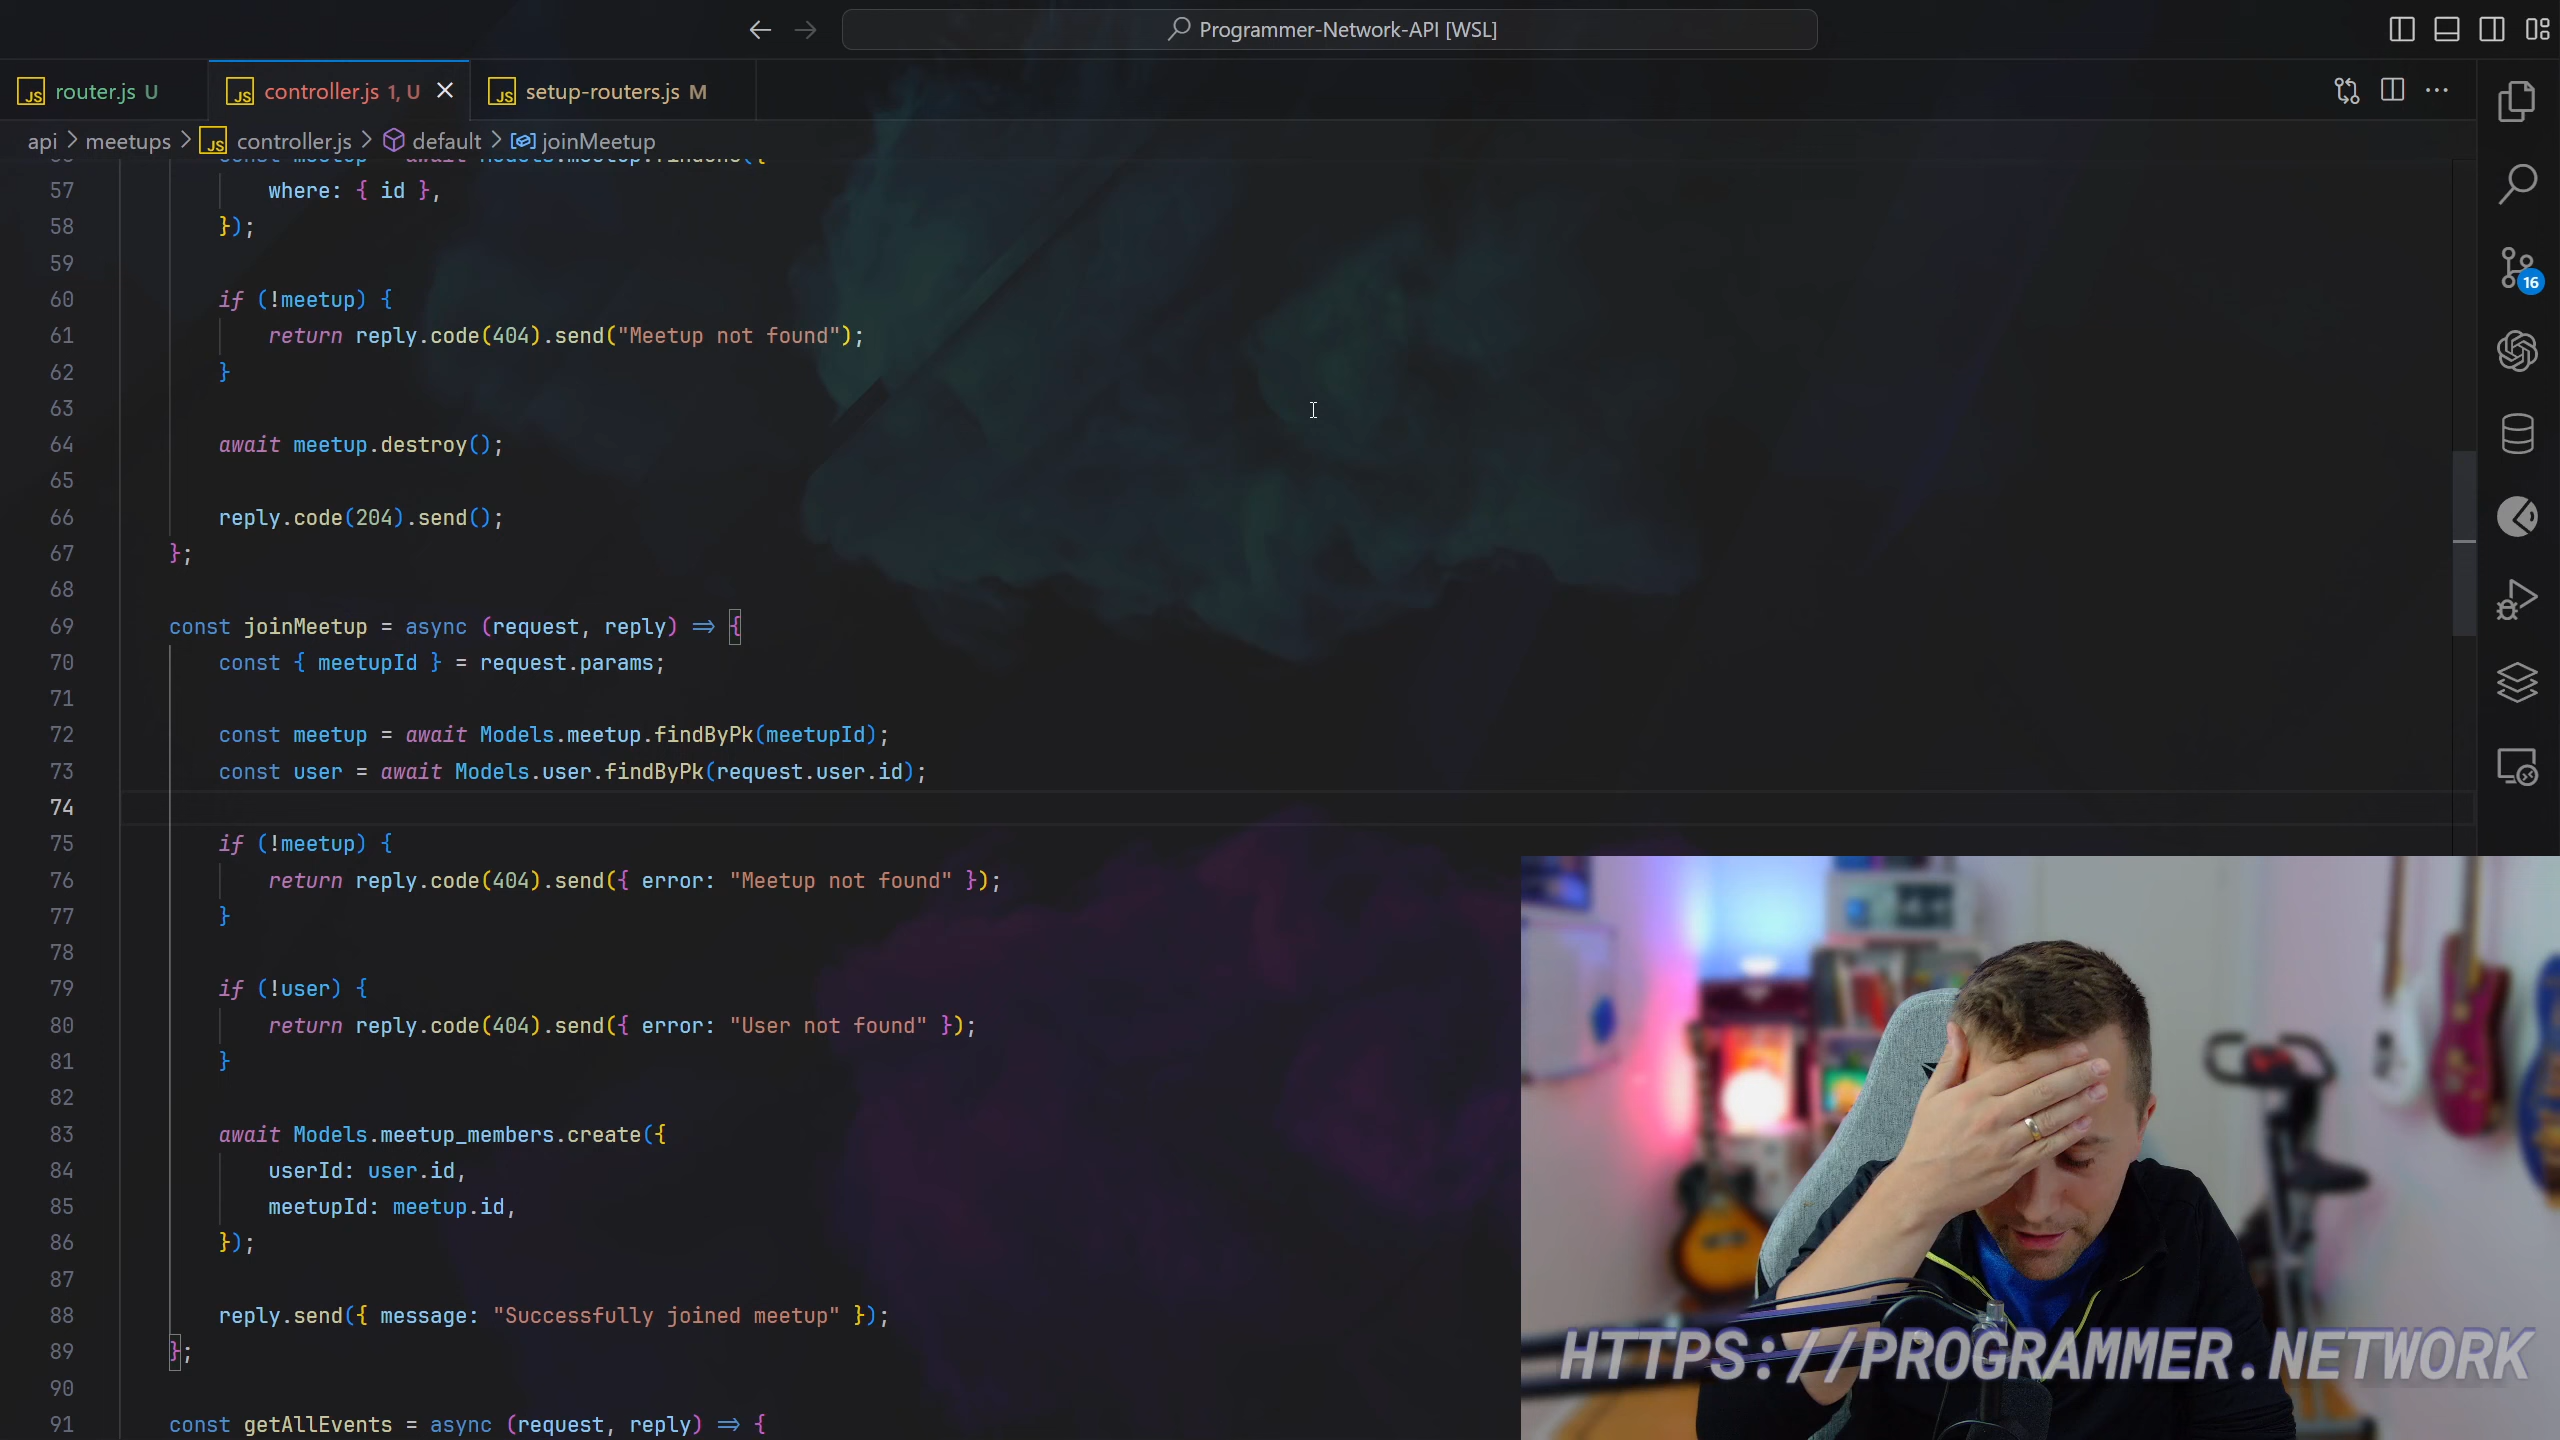 Programmer-Network-API [WSL]
JS router.js U
JS controller.js 1, U
JS setup-routers.js M
api > meetups > JS controller.js > default > joinMeetup
57 where: { id },
58 });
59
60 if (!meetup) {
61 return reply.code(404).send("Meetup not found");
62 }
63
64 await meetup.destroy();
65
66 reply.code(204).send();
67 };
68
69 const joinMeetup = async (request, reply) => {
70 const { meetupId } = request.params;
71
72 const meetup = await Models.meetup.findByPk(meetupId);
73 const user = await Models.user.findByPk(request.user.id);
74
75 if (!meetup) {
76 return reply.code(404).send({ error: "Meetup not found" });
77 }
78
79 if (!user) {
80 return reply.code(404).send({ error: "User not found" });
81 }
82
83 await Models.meetup_members.create({
84 userId: user.id,
85 meetupId: meetup.id,
86 });
87
88 reply.send({ message: "Successfully joined meetup" });
89 };
90
91 const getAllEvents = async (request, reply) => {
16
HTTPS://PROGRAMMER.NETWORK